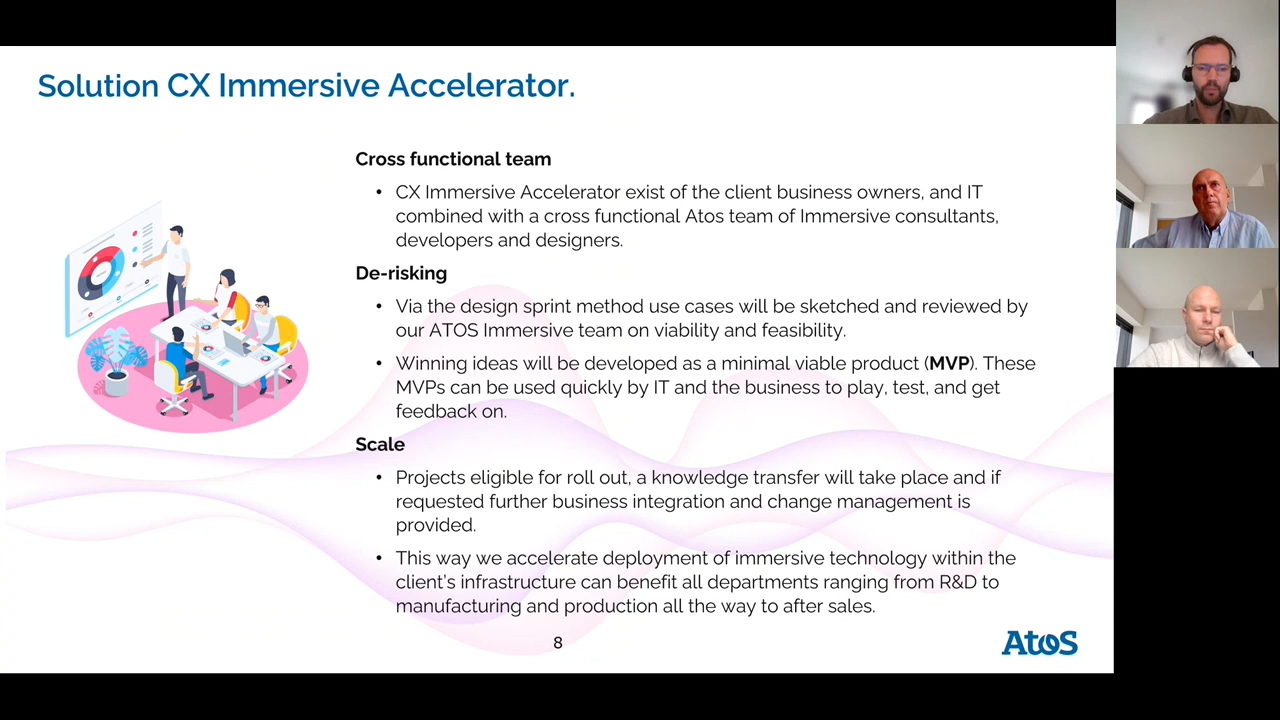 Solution CX Immersive Accelerator.
Cross functional team
• CX Immersive Accelerator exist of the client business owners, and IT
combined with a cross functional Atos team of Immersive consultants,
developers and designers.
De-risking
• Via the design sprint method use cases will be sketched and reviewed by
our ATOS Immersive team on viability and feasibility.
• Winning ideas will be developed as a minimal viable product (MVP). These
MVPs can be used quickly by IT and the business to play, test, and get
feedback on.
Scale
• Projects eligible for roll out, a knowledge transfer will take place and if
requested further business integration and change management is
provided.
• This way we accelerate deployment of immersive technology within the
client's infrastructure can benefit all departments ranging from R&D to
manufacturing and production all the way to after sales.
8
Atos